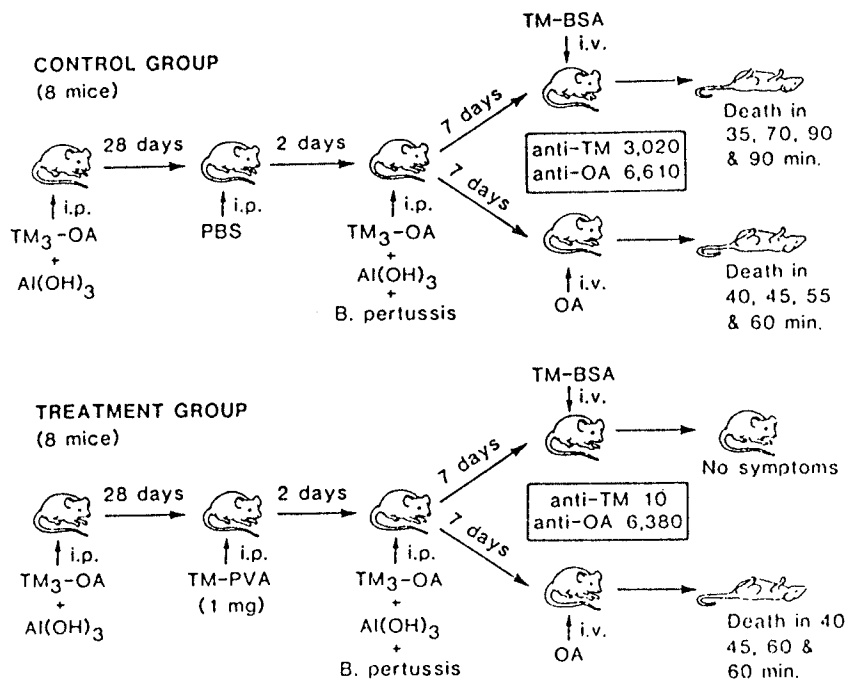 CONTROL GROUP
(8 mice)
28 days
2 days
7 days
7 days
TM-BSA
i.v.
Death in
35, 70, 90
& 90 min.
anti-TM 3,020
anti-OA 6,610
i.p.
TM3-OA
+
Al(OH)3
i.p.
PBS
i.p.
TM3-OA
+
Al(OH)3
+
B. pertussis
i.v.
OA
Death in
40, 45, 55
& 60 min.
TREATMENT GROUP
(8 mice)
28 days
2 days
7 days
7 days
TM-BSA
i.v.
No symptoms
anti-TM 10
anti-OA 6,380
i.p.
TM3-OA
+
Al(OH)3
i.p.
TM-PVA
(1 mg)
i.p.
TM3-OA
+
Al(OH)3
+
B. pertussis
i.v.
OA
Death in 40
45, 60 &
60 min.